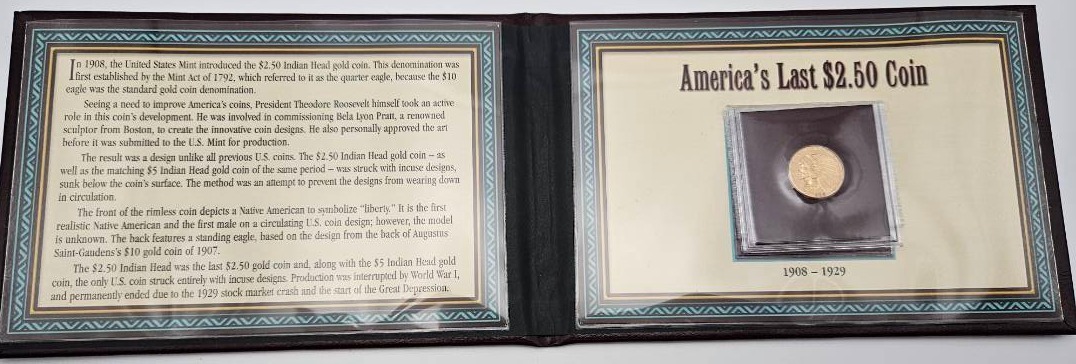 In 1908, the United States Mint introduced the $2.50 Indian Head gold coin. This denomination was
first established by the Mint Act of 1792, which referred to it as the quarter eagle, because the $10
eagle was the standard gold coin denomination.
Seeing a need to improve America's coins, President Theodore Roosevelt himself took an active
role in this coin's development. He was involved in commissioning Bela Lyon Pratt, a renowned
sculptor from Boston, to create the innovative coin designs. He also personally approved the art
before it was submitted to the U.S. Mint for production.
The result was a design unlike all previous U.S. coins. The $2.50 Indian Head gold coin – as
well as the matching $5 Indian Head gold coin of the same period – was struck with incuse designs,
sunk below the coin's surface. The method was an attempt to prevent the designs from wearing down
in circulation.
The front of the rimless coin depicts a Native American to symbolize "liberty." It is the first
realistic Native American and the first male on a circulating U.S. coin design; however, the model
is unknown. The back features a standing eagle, based on the design from the back of Augustus
Saint-Gaudens's $10 gold coin of 1907.
The $2.50 Indian Head was the last $2.50 gold coin and, along with the $5 Indian Head gold
coin, the only U.S. coin struck entirely with incuse designs. Production was interrupted by World War I,
and permanently ended due to the 1929 stock market crash and the start of the Great Depression.
America's Last $2.50 Coin
1908 – 1929